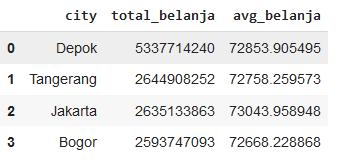 city total_belanja avg_belanja
0 Depok 5337714240 72853.905495
1 Tangerang 2644908252 72758.259573
2 Jakarta 2635133863 73043.958948
3 Bogor 2593747093 72668.228868